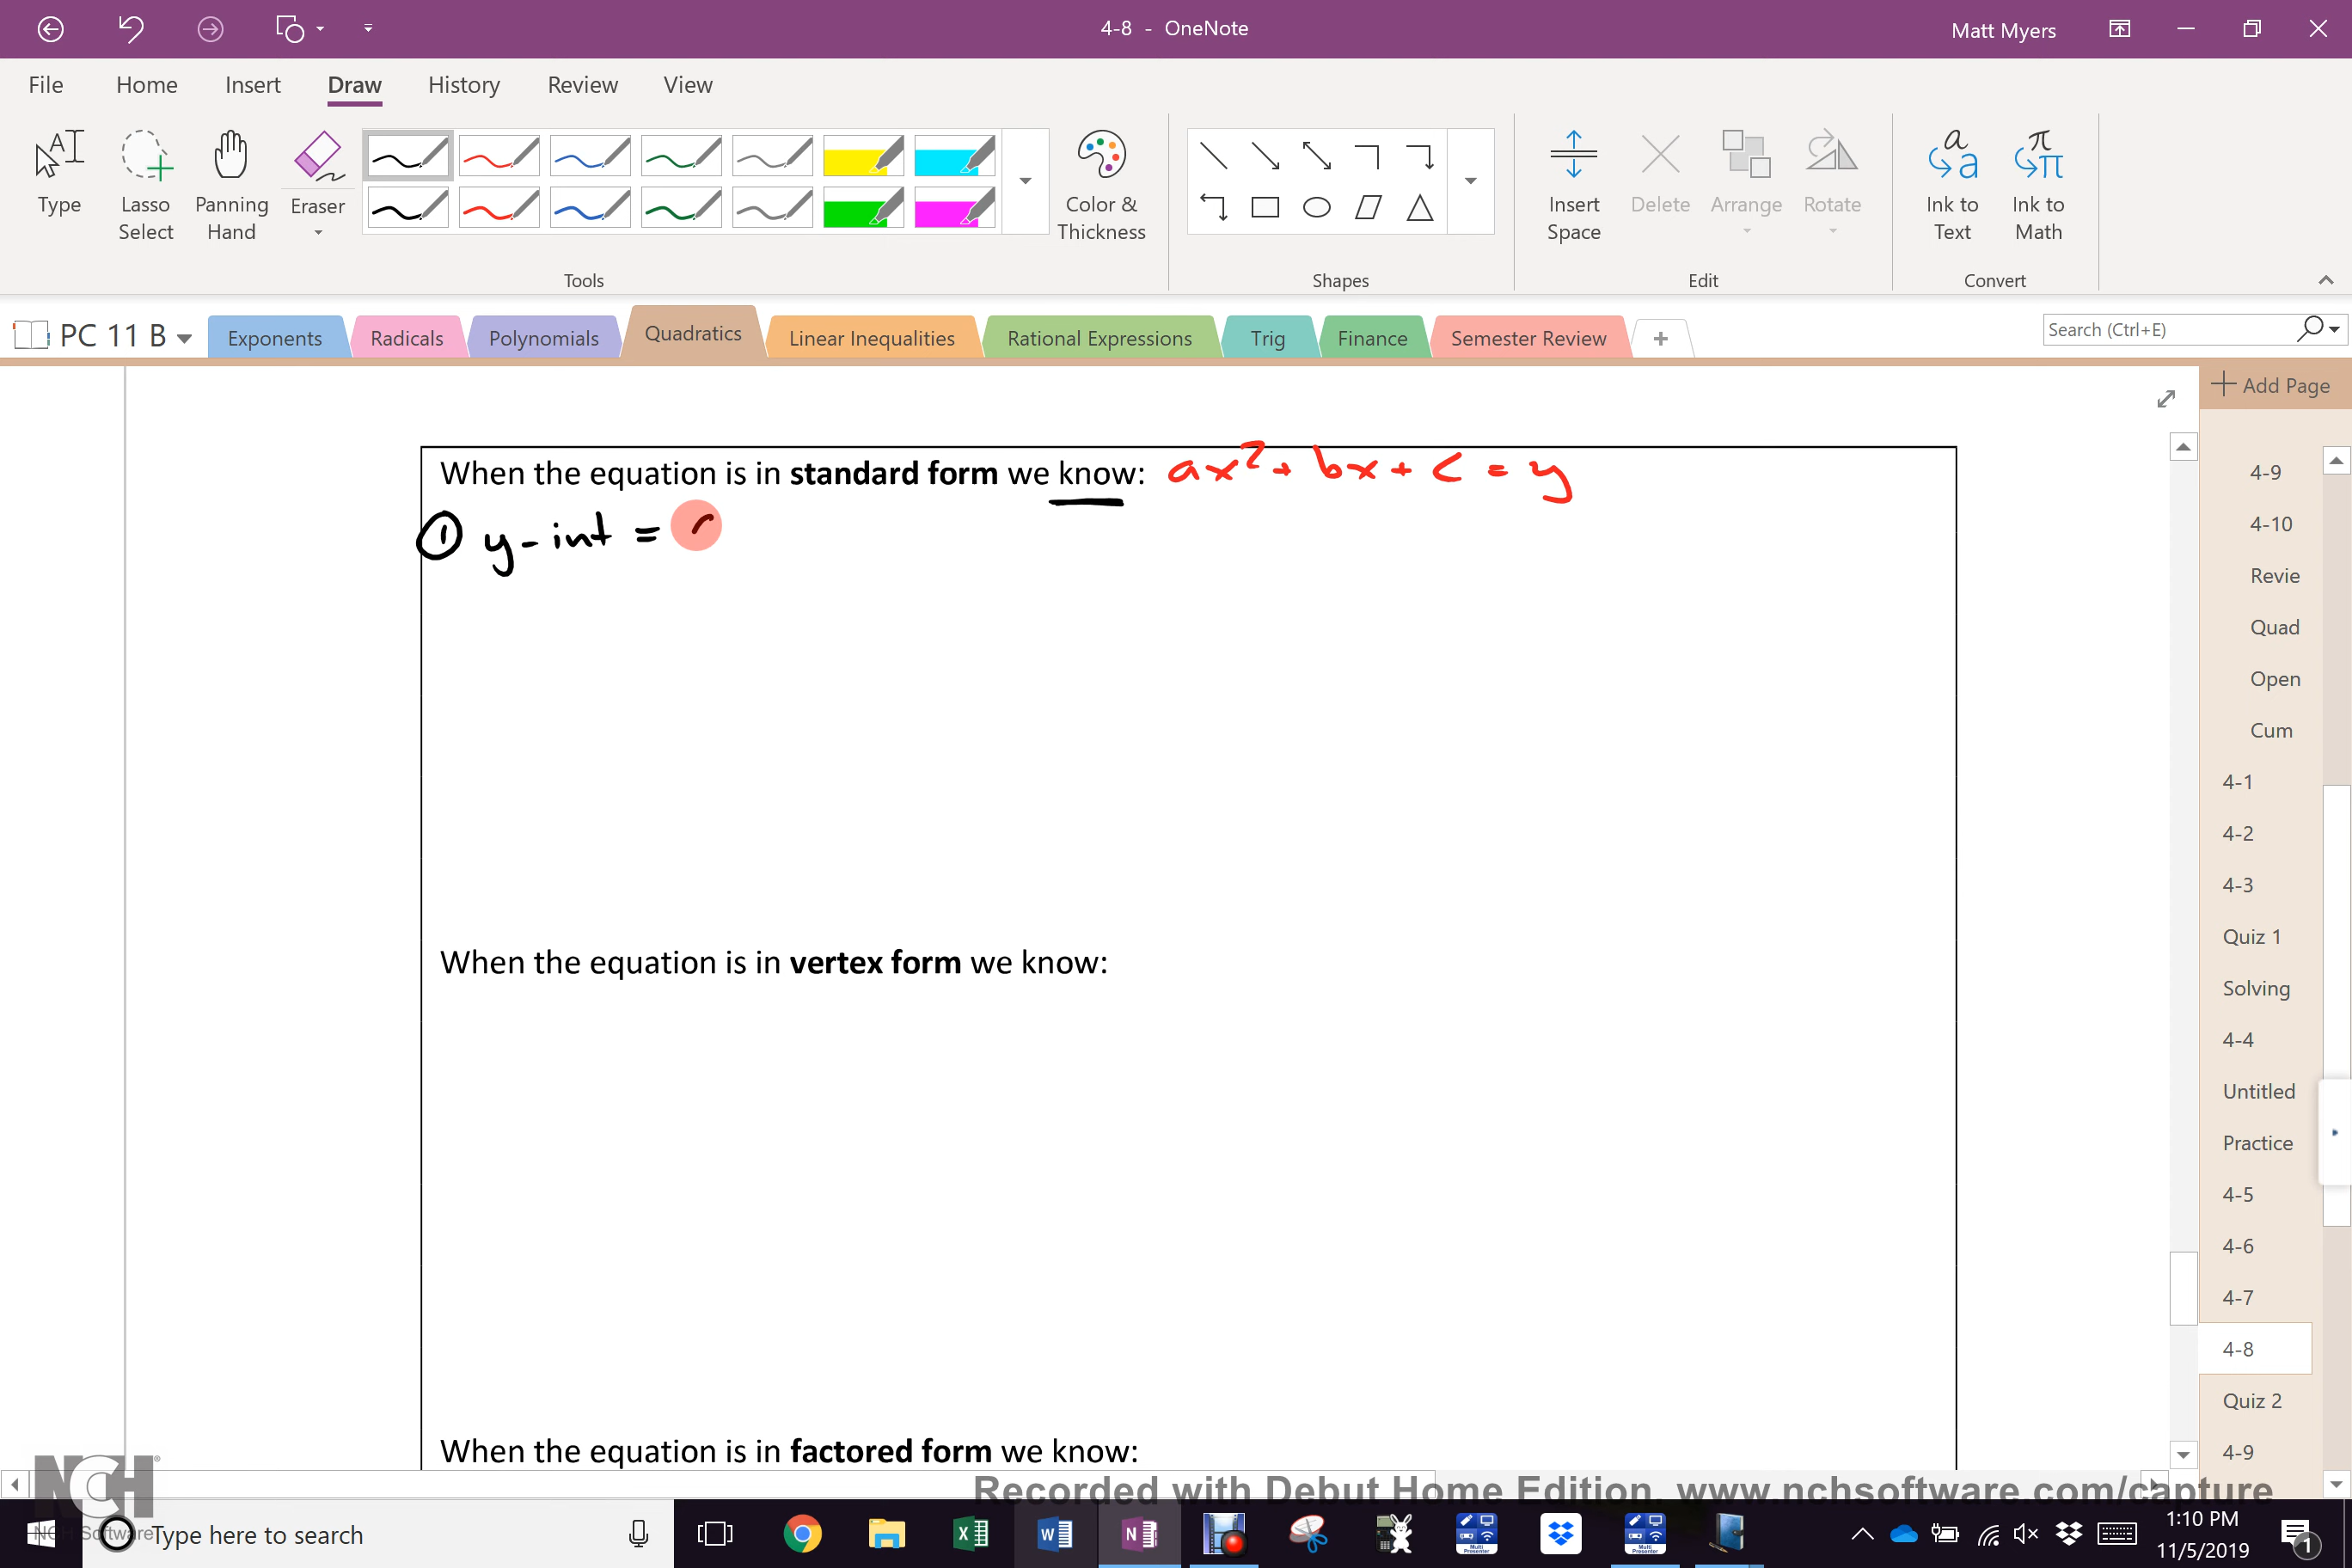 4-8 - OneNote
Matt Myers
File Home Insert Draw History Review View
Type
Lasso Select
Panning Hand
Eraser
Color & Thickness
Insert Space
Delete
Arrange
Rotate
Ink to Text
Ink to Math
Tools
Shapes
Edit
Convert
PC 11 B
Exponents
Radicals
Polynomials
Quadratics
Linear Inequalities
Rational Expressions
Trig
Finance
Semester Review
Search (Ctrl+E)
Add Page
When the equation is in standard form we know: ax² + bx + c = y
① y-int =
When the equation is in vertex form we know:
When the equation is in factored form we know:
4-9
4-10
Revie
Quad
Open
Cum
4-1
4-2
4-3
Quiz 1
Solving
4-4
Untitled
Practice
4-5
4-6
4-7
4-8
Quiz 2
4-9
NCH
NCH Software
Recorded with Debut Home Edition. www.nchsoftware.com/capture
Type here to search
1:10 PM
11/5/2019
1